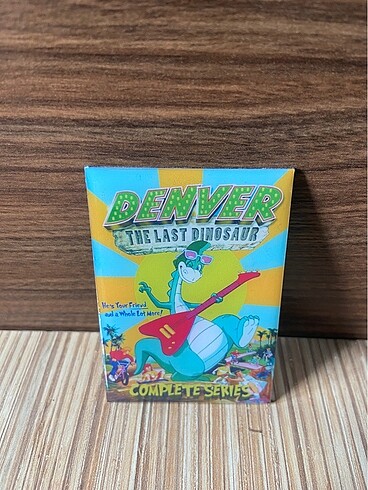 DENVER
THE LAST DINOSAUR
He's Your Friend
and a Whole Lot More!
COMPLETE SERIES